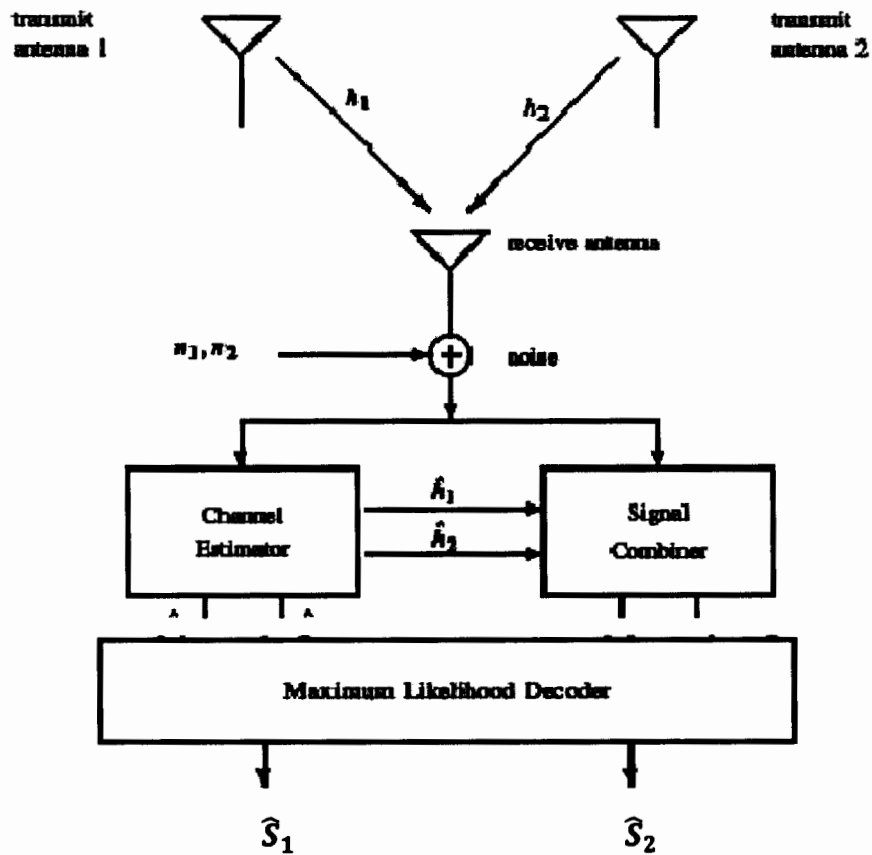 transmit
antenna 1
transmit
antenna 2
h₁
h₂
receive antenna
n₁, n₂
+
noise
Channel
Estimator
ĥ₁
ĥ₂
Signal
Combiner
Maximum Likelihood Decoder
Ŝ₁
Ŝ₂